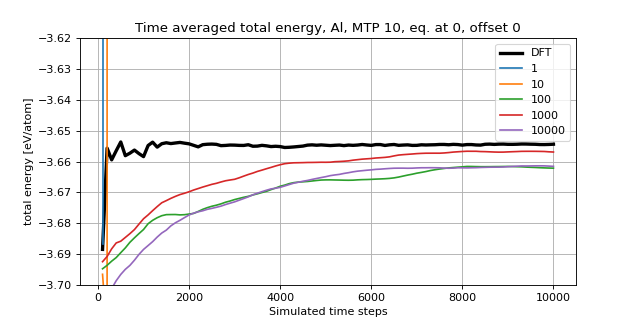 Time averaged total energy, Al, MTP 10, eq. at 0, offset 0
−3.62
−3.63
−3.64
−3.65
−3.66
−3.67
−3.68
−3.69
−3.70
total energy [eV/atom]
DFT
1
10
100
1000
10000
0 2000 4000 6000 8000 10000
Simulated time steps